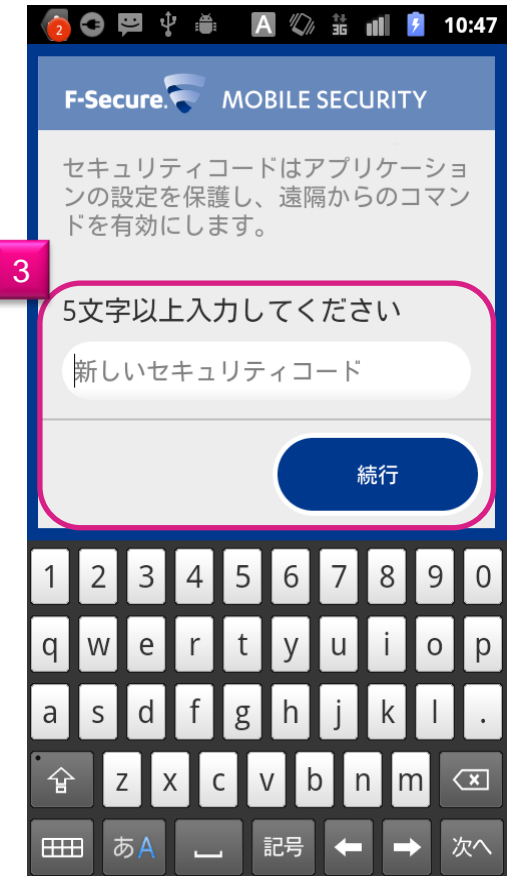 2
A
3G
10:47
F-Secure. MOBILE SECURITY
セキュリティコードはアプリケーショ
ンの設定を保護し、遠隔からのコマン
ドを有効にします。
3
5文字以上入力してください
新しいセキュリティコード
続行
1 2 3 4 5 6 7 8 9 0
q w e r t y u i o p
a s d f g h j k l .
z x c v b n m
あA 記号 次へ